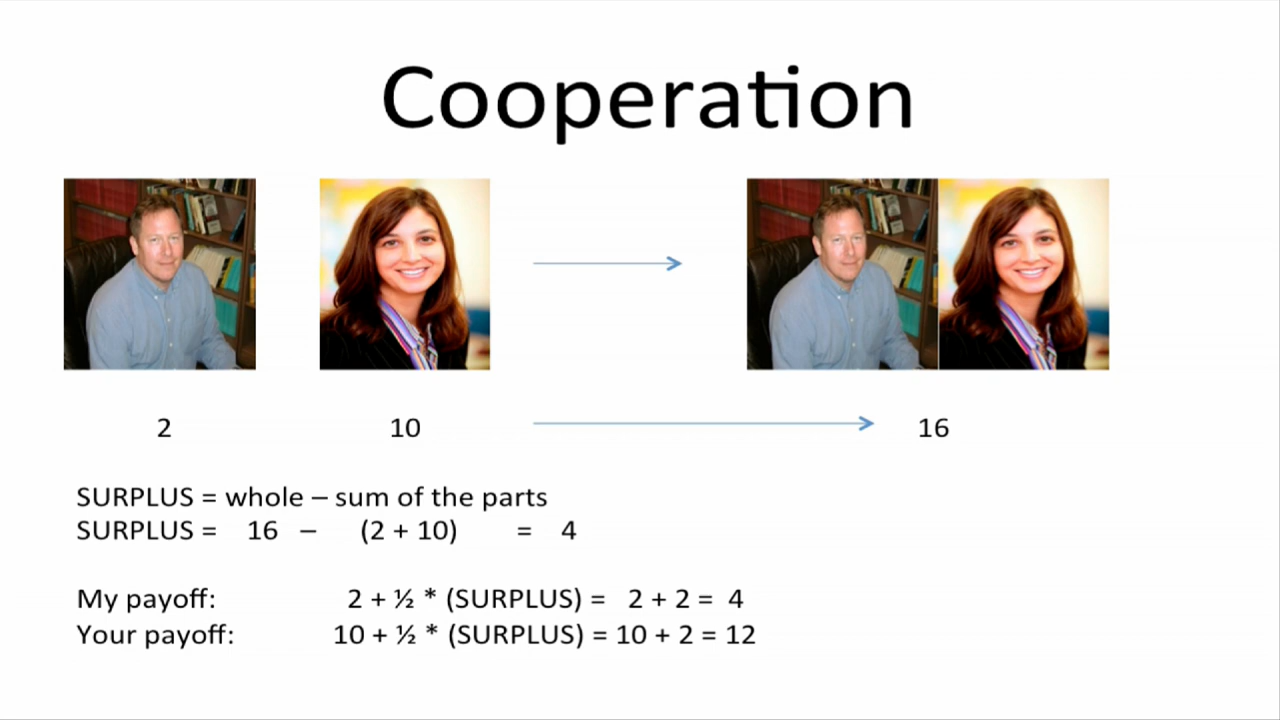 Cooperation
2 10 16
SURPLUS = whole – sum of the parts
SURPLUS = 16 – (2 + 10) = 4
My payoff: 2 + ½ * (SURPLUS) = 2 + 2 = 4
Your payoff: 10 + ½ * (SURPLUS) = 10 + 2 = 12